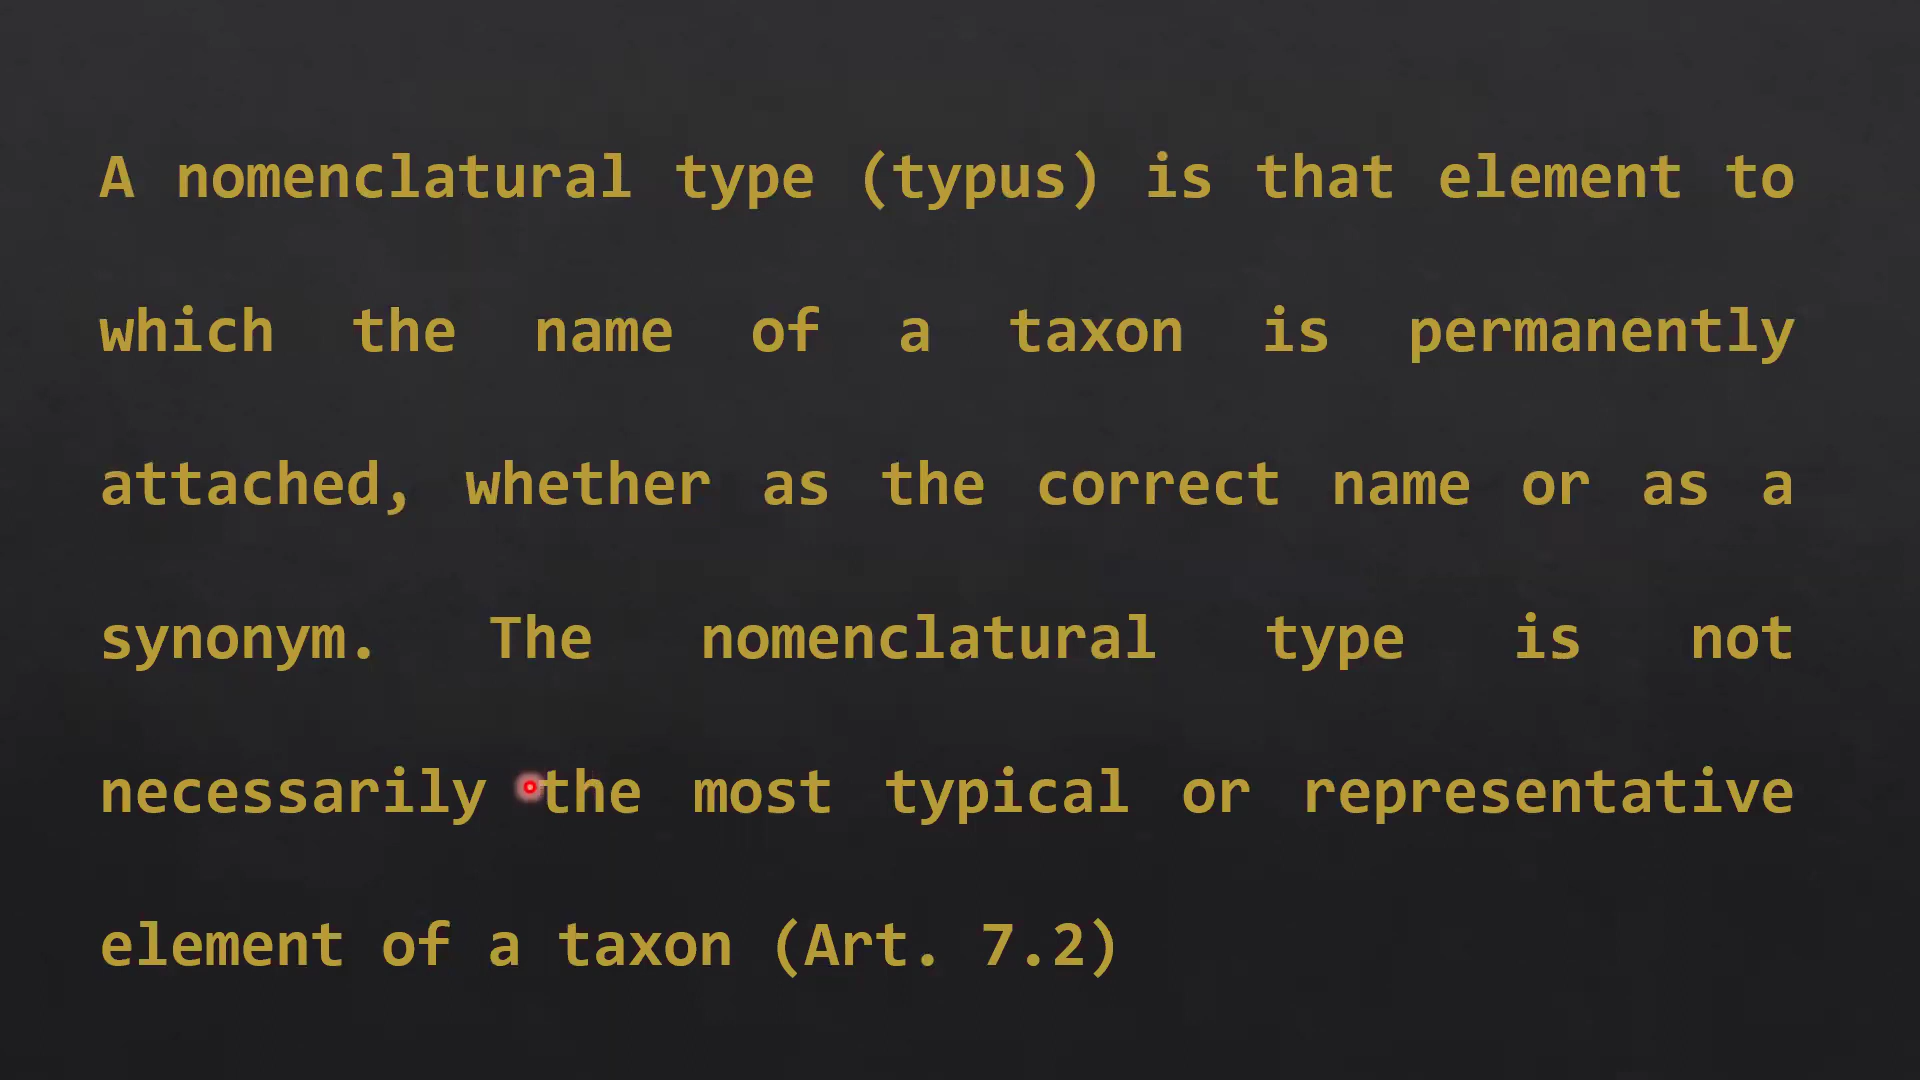 A nomenclatural type (typus) is that element to
which the name of a taxon is permanently
attached, whether as the correct name or as a
synonym. The nomenclatural type is not
necessarily the most typical or representative
element of a taxon (Art. 7.2)